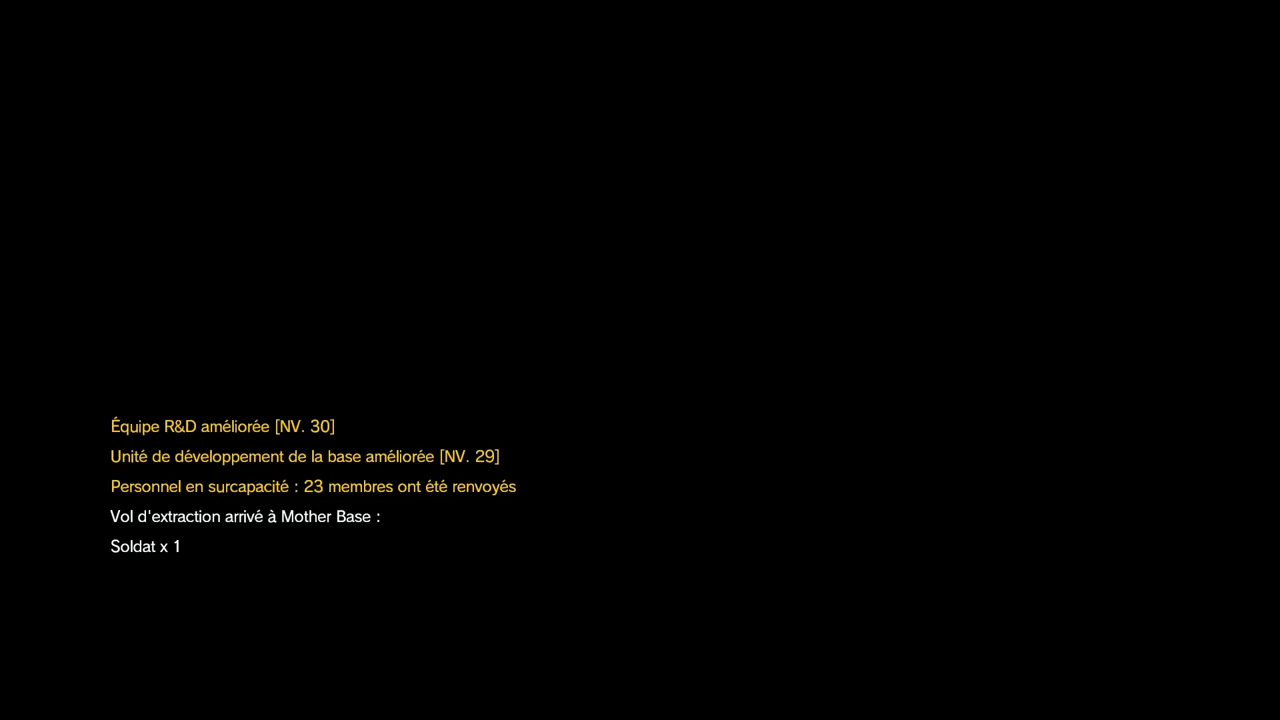 Équipe R&D améliorée [NV. 30]
Unité de développement de la base améliorée [NV. 29]
Personnel en surcapacité : 23 membres ont été renvoyés
Vol d'extraction arrivé à Mother Base :
Soldat x 1